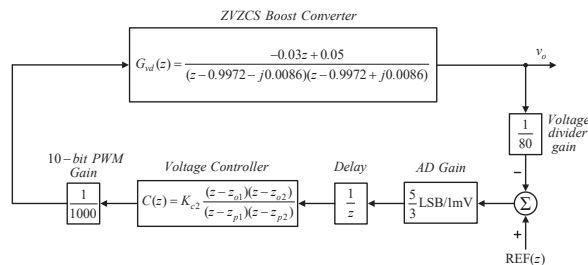 ZVZCS Boost Converter
G_vd(z) = (-0.03z + 0.05) / ((z-0.9972-j0.0086)(z-0.9972+j0.0086))
v_o
1/80
Voltage divider gain
10-bit PWM Gain
Voltage Controller
Delay
AD Gain
−
1/1000
C(z) = K_c2 (z-z_o1)(z-z_o2) / (z-z_p1)(z-z_p2)
1/z
5/3 LSB/1mV
Σ
+
REF(z)